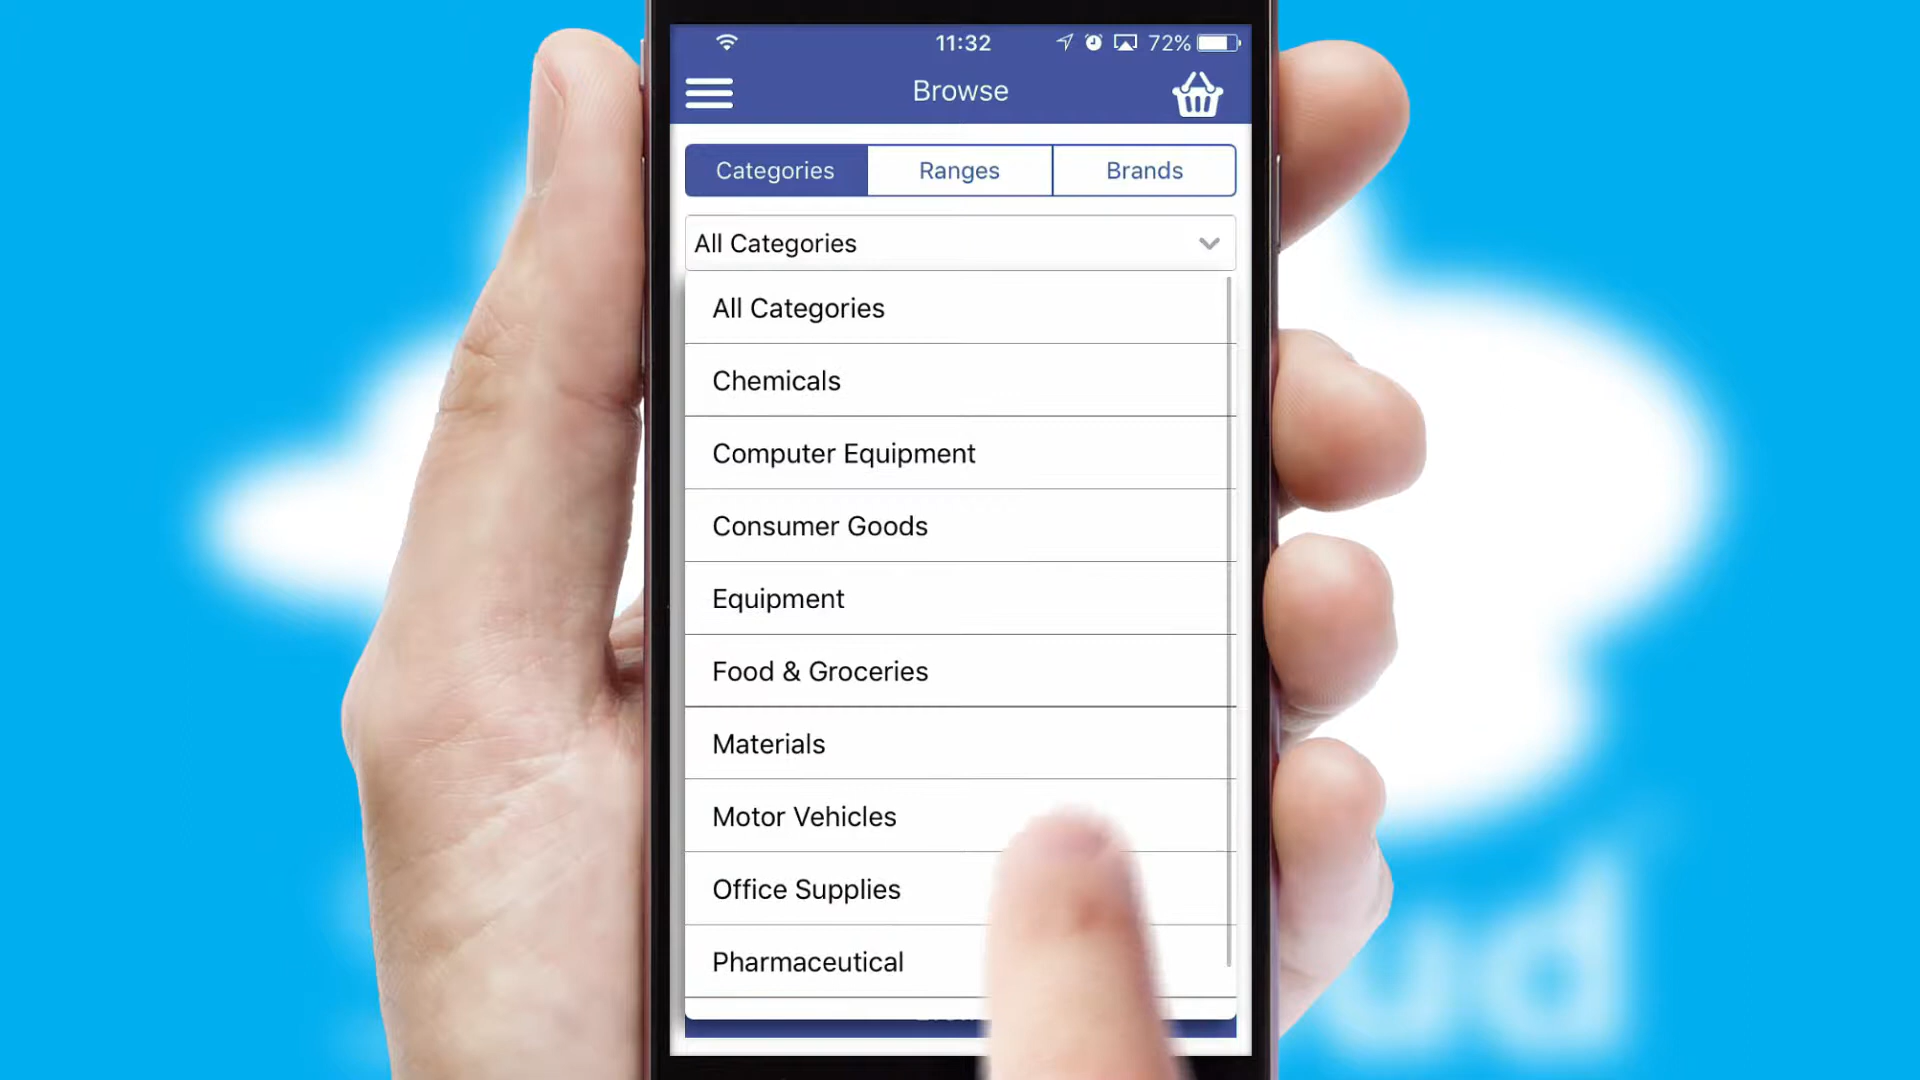 11:32 72%
Browse
Categories Ranges Brands
All Categories
All Categories
Chemicals
Computer Equipment
Consumer Goods
Equipment
Food & Groceries
Materials
Motor Vehicles
Office Supplies
Pharmaceutical